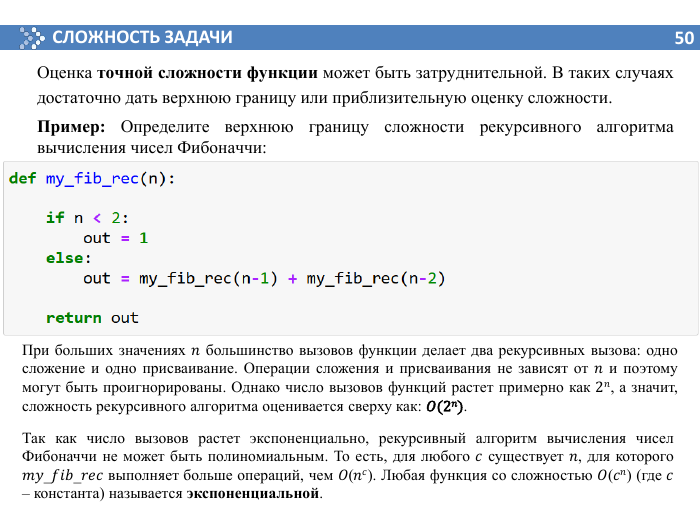 СЛОЖНОСТЬ ЗАДАЧИ 50
Оценка точной сложности функции может быть затруднительной. В таких случаях
достаточно дать верхнюю границу или приблизительную оценку сложности.
Пример: Определите верхнюю границу сложности рекурсивного алгоритма
вычисления чисел Фибоначчи:
def my_fib_rec(n):
    if n < 2:
        out = 1
    else:
        out = my_fib_rec(n-1) + my_fib_rec(n-2)
    return out
При больших значениях n большинство вызовов функции делает два рекурсивных вызова: одно
сложение и одно присваивание. Операции сложения и присваивания не зависят от n и поэтому
могут быть проигнорированы. Однако число вызовов функций растет примерно как 2ⁿ, а значит,
сложность рекурсивного алгоритма оценивается сверху как: O(2ⁿ).
Так как число вызовов растет экспоненциально, рекурсивный алгоритм вычисления чисел
Фибоначчи не может быть полиномиальным. То есть, для любого c существует n, для которого
my_fib_rec выполняет больше операций, чем O(nᶜ). Любая функция со сложностью O(cⁿ) (где c
– константа) называется экспоненциальной.